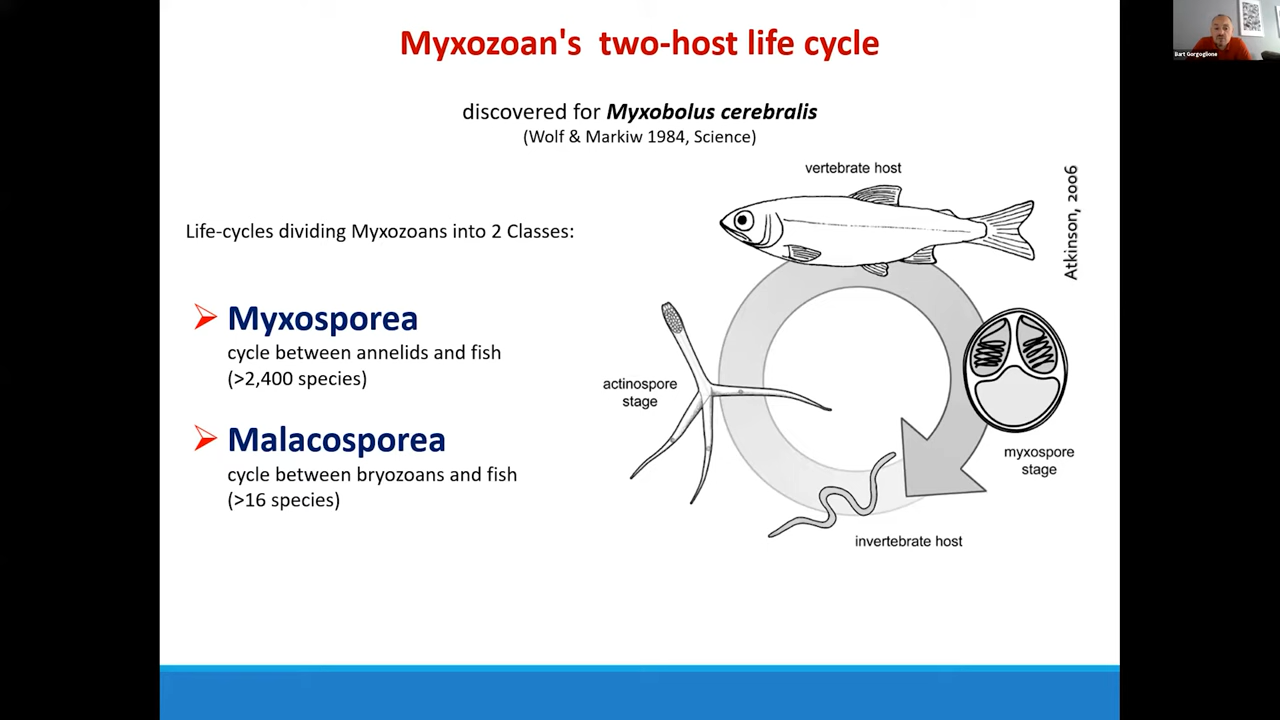 Myxozoan's two-host life cycle
discovered for Myxobolus cerebralis
(Wolf & Markiw 1984, Science)
Life-cycles dividing Myxozoans into 2 Classes:
Myxosporea
cycle between annelids and fish
(>2,400 species)
Malacosporea
cycle between bryozoans and fish
(>16 species)
vertebrate host
Atkinson, 2006
actinospore
stage
myxospore
stage
invertebrate host
Bart Gorgoglione